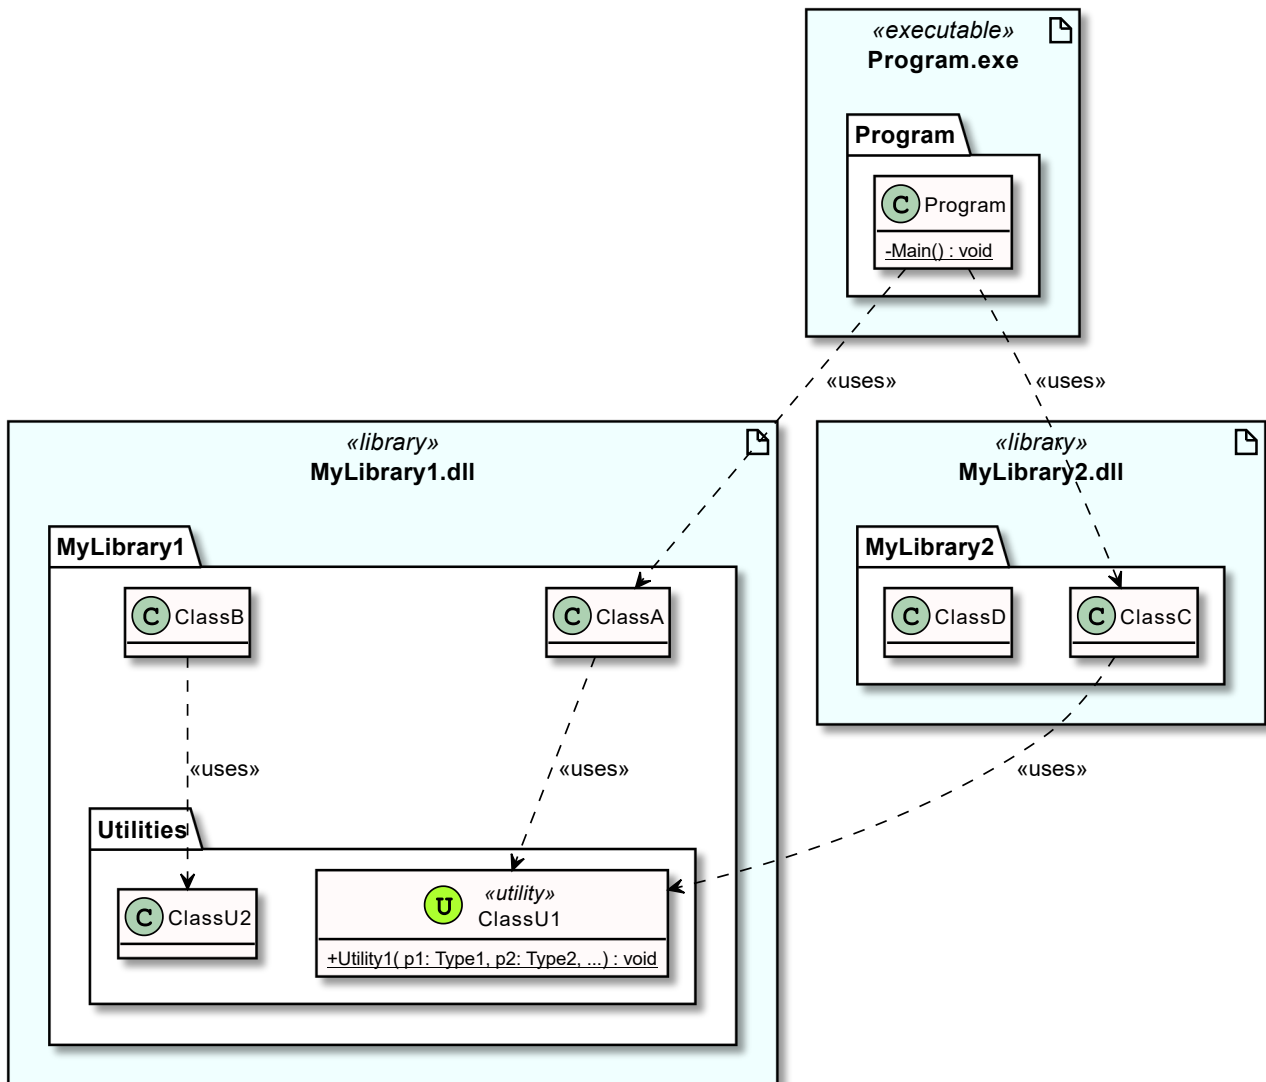 «executable»
Program.exe
Program
C Program
-Main() : void
«uses»
«uses»
«library»
MyLibrary1.dll
MyLibrary1
C ClassB
C ClassA
«uses»
«uses»
Utilities
C ClassU2
U «utility»
ClassU1
+Utility1( p1: Type1, p2: Type2, ...) : void
«library»
MyLibrary2.dll
MyLibrary2
C ClassD
C ClassC
«uses»